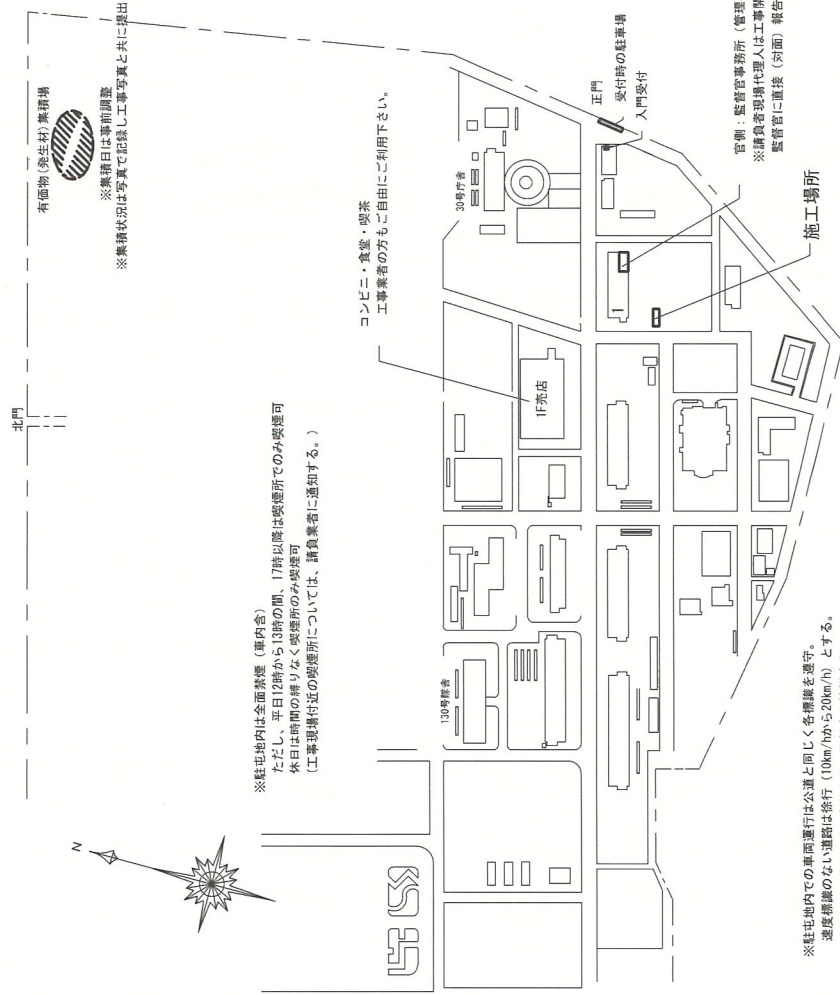 有価物(発生材)集積場
※集積日は事前調整
※集積状況は写真で記録し工事写真と共に提出
北門
コンビニ・食堂・喫茶
工事業者の方もご自由にご利用下さい。
※駐屯地内は全面禁煙（車内含）
ただし、平日12時から13時の間、17時以降は喫煙所でのみ喫煙可
休日は時間の縛りなく喫煙所のみ喫煙可
(工事現場付近の喫煙所については、請負業者に通知する。)
N
30号庁舎
正門
受付時の駐車場
入門受付
官側：監督官事務所（管理
※請負者現場代理人は工事開
監督官に直接（対面）報告
施工場所
1
1F売店
130号隊舎
※駐屯地内での車両運行は公道と同じく各標識を遵守。
速度標識のない道路は徐行（10km/hから20km/h）とする。